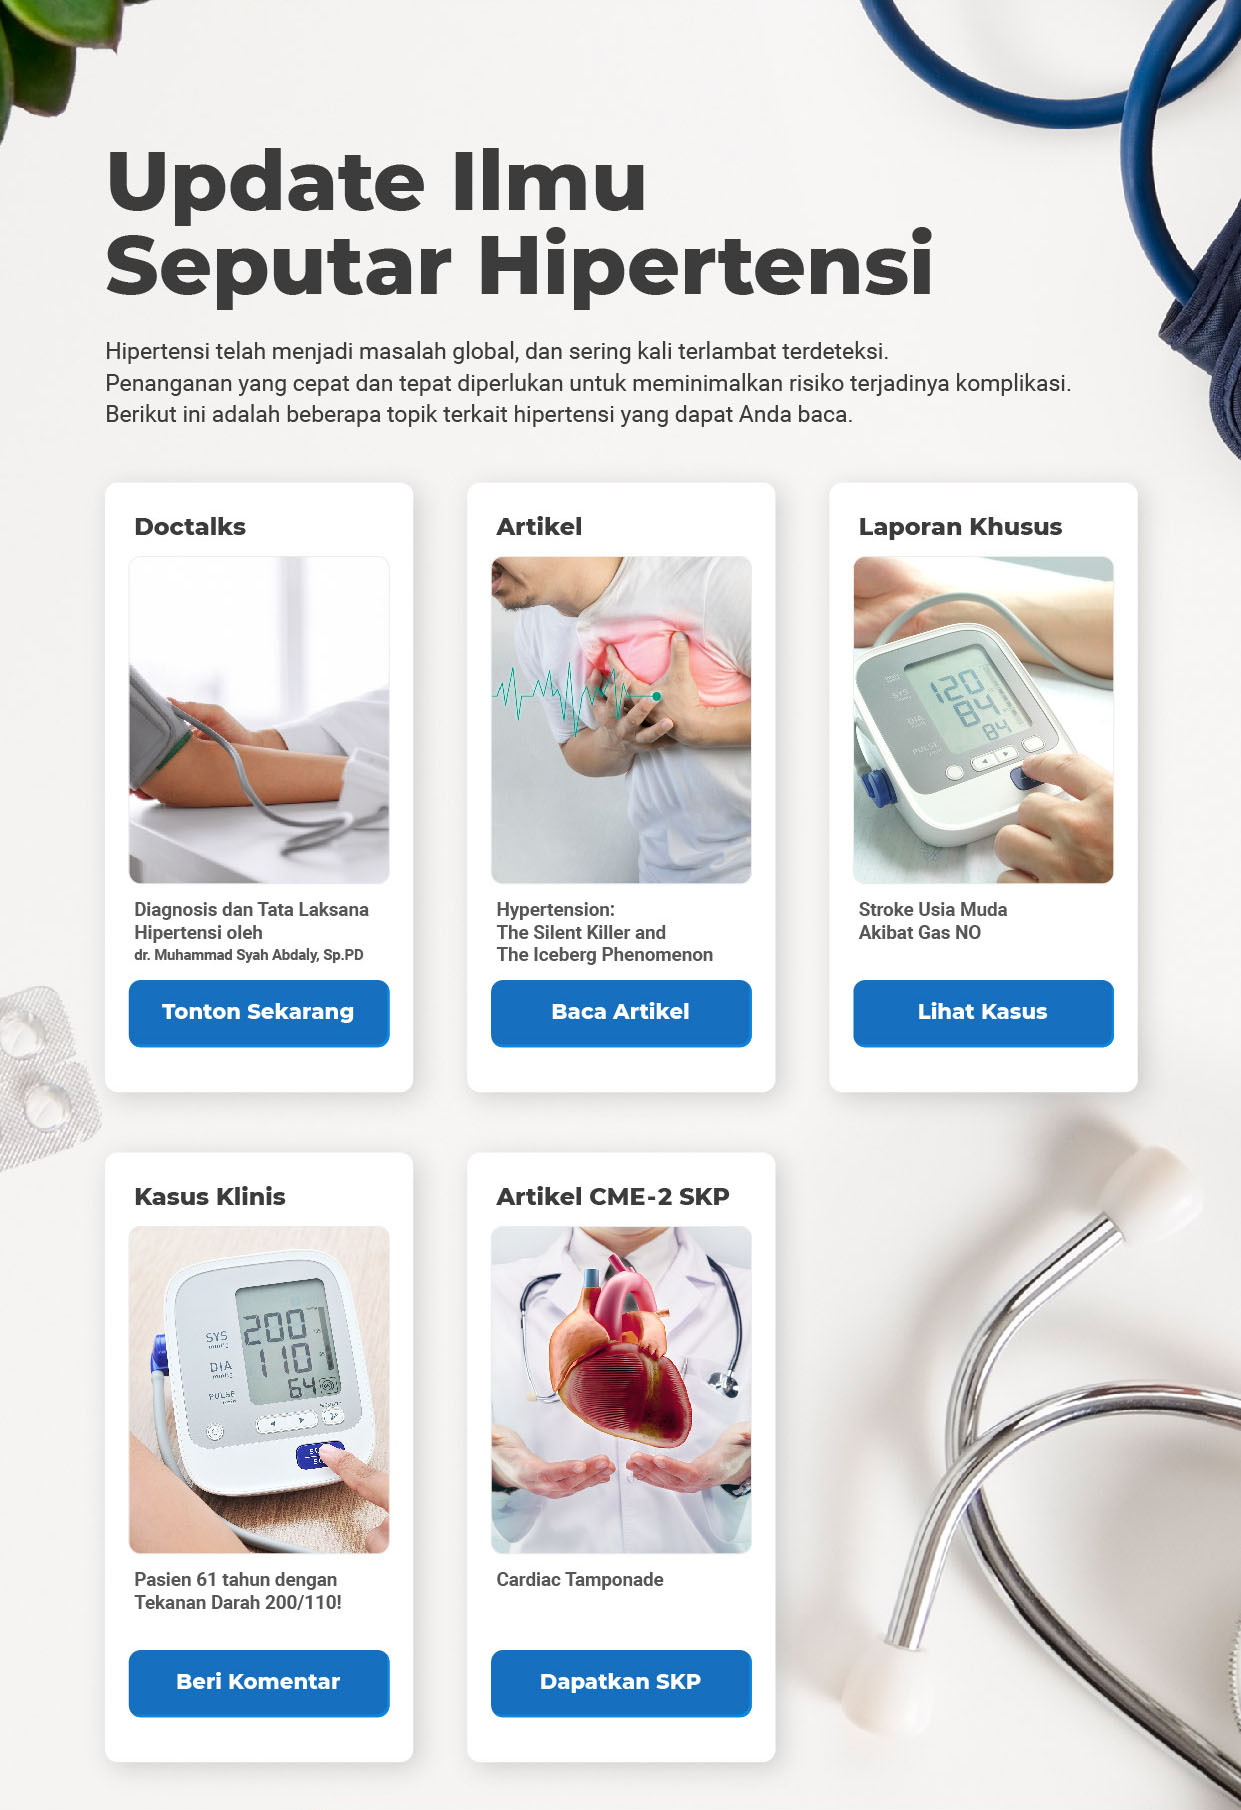 Update Ilmu
Seputar Hipertensi
Hipertensi telah menjadi masalah global, dan sering kali terlambat terdeteksi.
Penanganan yang cepat dan tepat diperlukan untuk meminimalkan risiko terjadinya komplikasi.
Berikut ini adalah beberapa topik terkait hipertensi yang dapat Anda baca.
Doctalks
Diagnosis dan Tata Laksana
Hipertensi oleh
dr. Muhammad Syah Abdaly, Sp.PD
Tonton Sekarang
Artikel
Hypertension:
The Silent Killer and
The Iceberg Phenomenon
Baca Artikel
Laporan Khusus
SYS
120
DIA
84
PULSE
84
Stroke Usia Muda
Akibat Gas NO
Lihat Kasus
Kasus Klinis
SYS
mmHg
200
DIA
mmHg
110
PULSE
64
Pasien 61 tahun dengan
Tekanan Darah 200/110!
Beri Komentar
Artikel CME-2 SKP
Cardiac Tamponade
Dapatkan SKP